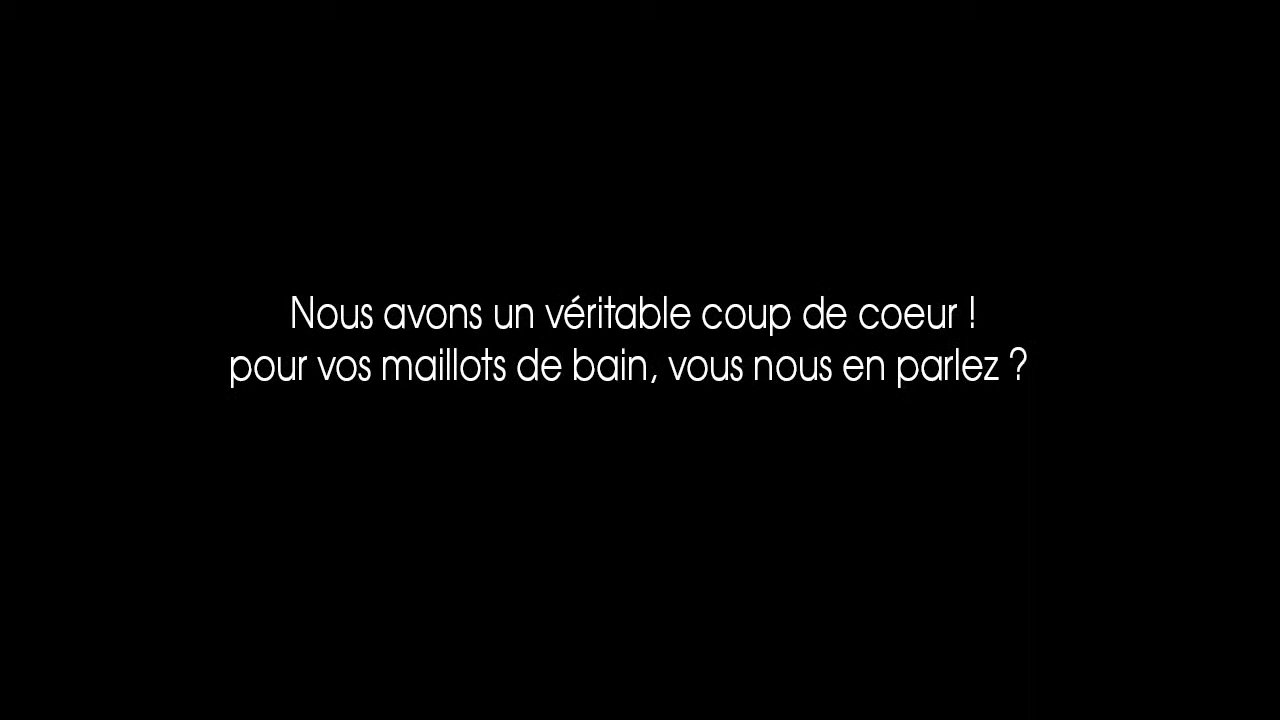 Nous avons un véritable coup de coeur !
pour vos maillots de bain, vous nous en parlez ?